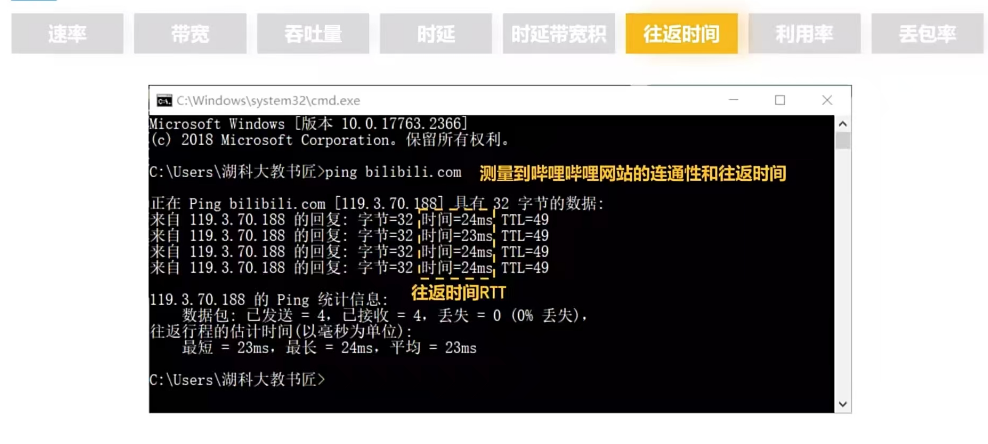 速率 带宽 吞吐量 时延 时延带宽积 往返时间 利用率 丢包率
C:\Windows\system32\cmd.exe
Microsoft Windows [版本 10.0.17763.2366]
(c) 2018 Microsoft Corporation。保留所有权利。
C:\Users\湖科大教书匠>ping bilibili.com 测量到哔哩哔哩网站的连通性和往返时间
正在 Ping bilibili.com [119.3.70.188] 具有 32 字节的数据:
来自 119.3.70.188 的回复: 字节=32 时间=24ms TTL=49
来自 119.3.70.188 的回复: 字节=32 时间=23ms TTL=49
来自 119.3.70.188 的回复: 字节=32 时间=24ms TTL=49
来自 119.3.70.188 的回复: 字节=32 时间=24ms TTL=49
往返时间RTT
119.3.70.188 的 Ping 统计信息:
数据包: 已发送 = 4，已接收 = 4，丢失 = 0 (0% 丢失)，
往返行程的估计时间(以毫秒为单位):
最短 = 23ms，最长 = 24ms，平均 = 23ms
C:\Users\湖科大教书匠>